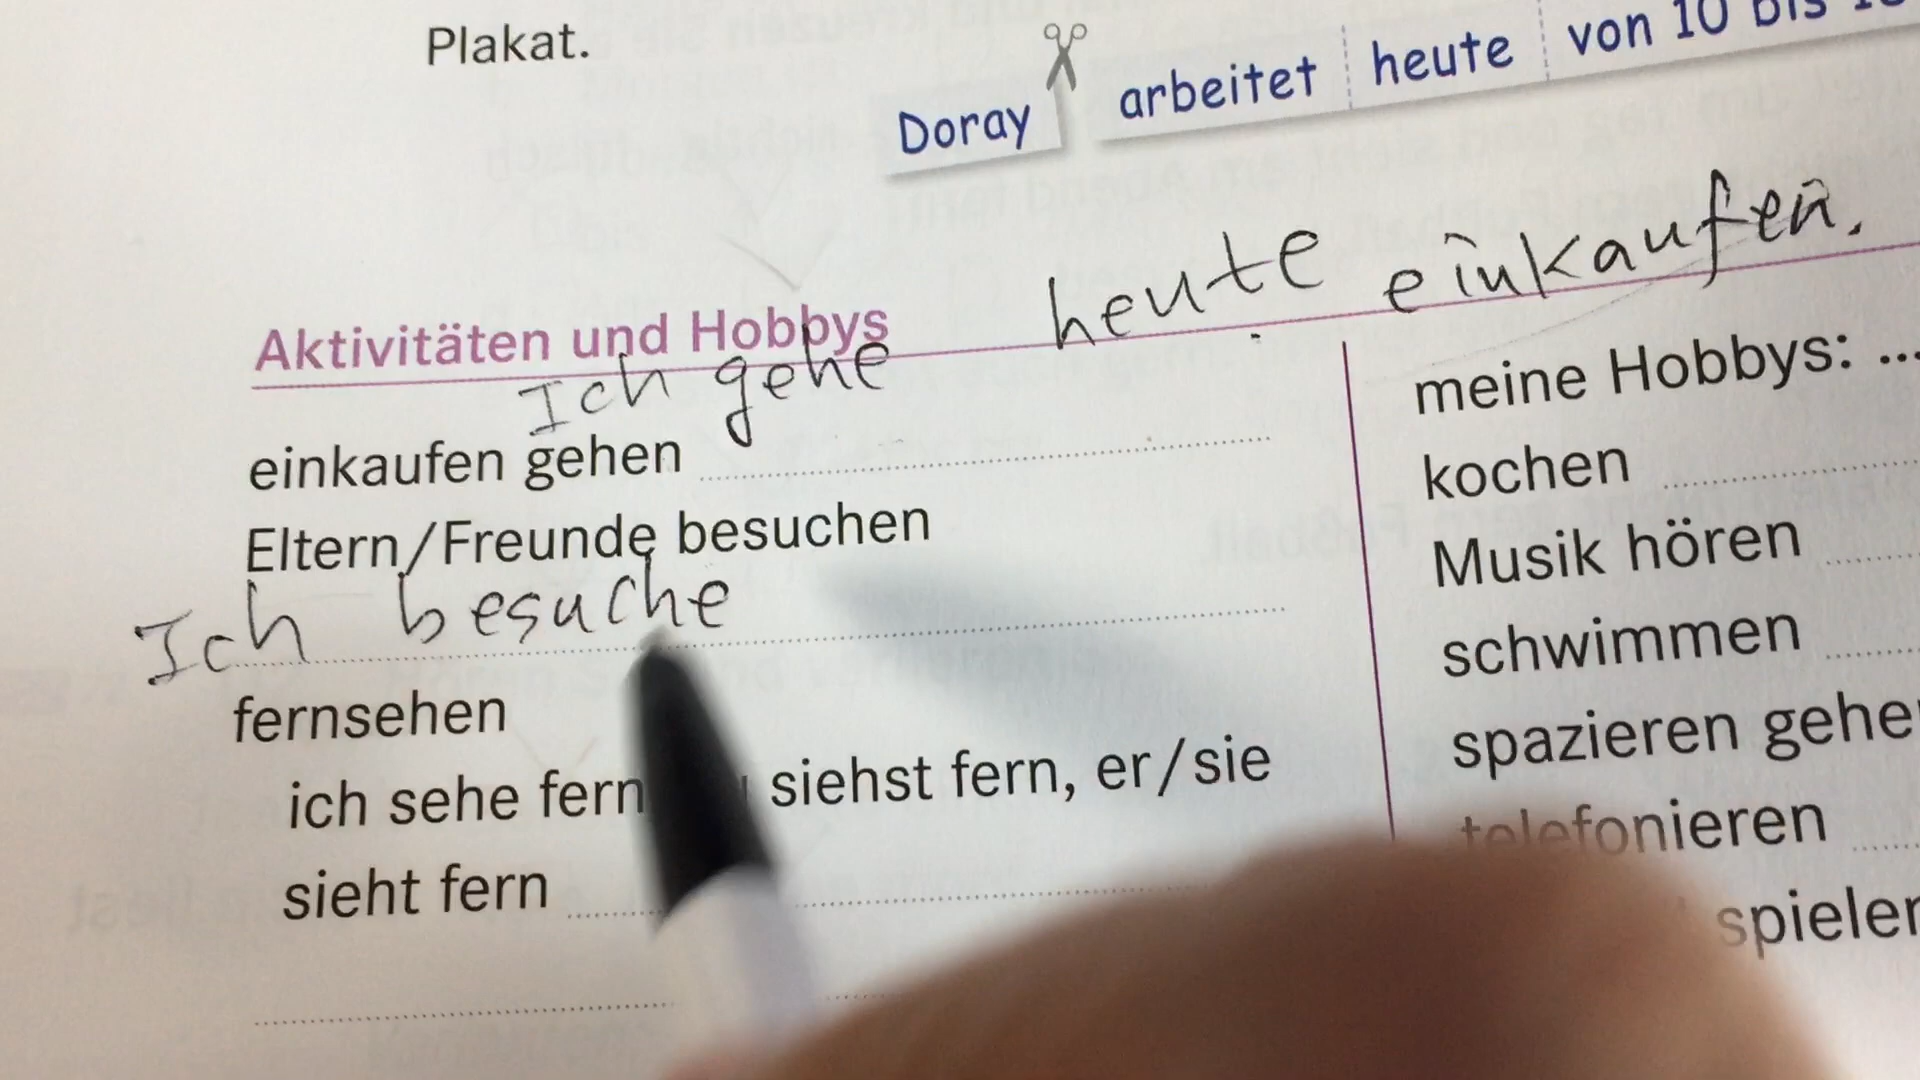 Plakat.
Doray arbeitet heute von 10 bis
heute einkaufen.
Aktivitäten und Hobbys
Ich gehe
einkaufen gehen
Eltern/Freunde besuchen
Ich besuche
fernsehen
ich sehe fern siehst fern, er/sie
sieht fern
meine Hobbys: ...
kochen
Musik hören
schwimmen
spazieren gehe
telefonieren
spielen